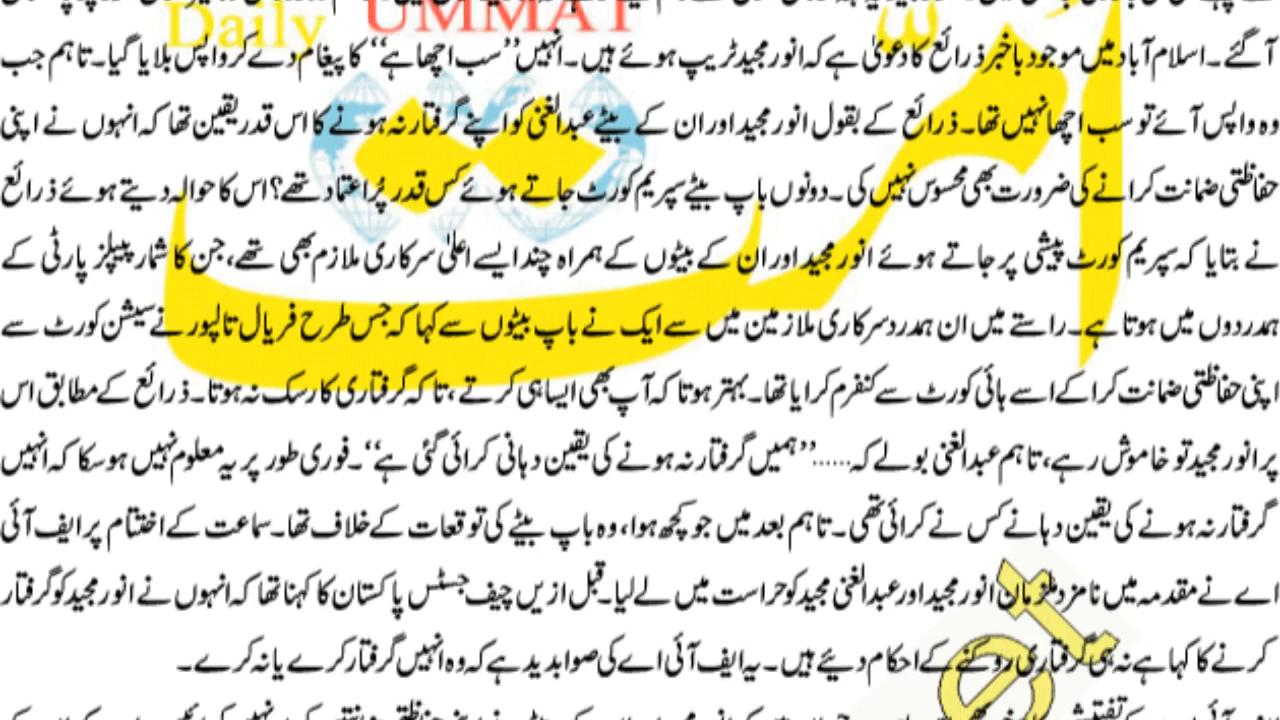 Daily UMMAT
آگئے۔ اسلام آباد میں موجود باخبر ذرائع کا دعویٰ ہے کہ انور مجید ٹریپ ہوئے ہیں۔ انہیں ’’سب اچھا ہے‘‘ کا پیغام دے کر واپس بلایا گیا۔ تاہم جب
وہ واپس آئے تو سب اچھا نہیں تھا۔ ذرائع کے بقول انور مجید اور ان کے بیٹے عبدالغنی کو اپنے گرفتار نہ ہونے کا اس قدر یقین تھا کہ انہوں نے اپنی
حفاظتی ضمانت کرانے کی ضرورت بھی محسوس نہیں کی۔ دونوں باپ بیٹے سپریم کورٹ جاتے ہوئے کس قدر پُراعتماد تھے؟ اس کا حوالہ دیتے ہوئے ذرائع
نے بتایا کہ سپریم کورٹ پیشی پر جاتے ہوئے انور مجید اور ان کے بیٹوں کے ہمراہ چند ایسے اعلیٰ سرکاری ملازم بھی تھے، جن کا شمار پیپلز پارٹی کے
ہمدردوں میں ہوتا ہے۔ راستے میں ان ہمدرد سرکاری ملازمین میں سے ایک نے باپ بیٹوں سے کہا کہ جس طرح فریال تالپور نے سیشن کورٹ سے
اپنی حفاظتی ضمانت کرا کے اسے ہائی کورٹ سے کنفرم کرایا تھا۔ بہتر ہوتا کہ آپ بھی ایسا ہی کرتے، تاکہ گرفتاری کا رسک نہ ہوتا۔ ذرائع کے مطابق اس
پر انور مجید تو خاموش رہے، تاہم عبدالغنی بولے کہ...... ’’ہمیں گرفتار نہ ہونے کی یقین دہانی کرائی گئی ہے‘‘۔ فوری طور پر یہ معلوم نہیں ہوسکا کہ انہیں
گرفتار نہ ہونے کی یقین دہانے کس نے کرائی تھی۔ تاہم بعد میں جو کچھ ہوا، وہ باپ بیٹے کی توقعات کے خلاف تھا۔ سماعت کے اختتام پر ایف آئی
اے نے مقدمہ میں نامزد ملزمان انور مجید اور عبدالغنی مجید کو حراست میں لے لیا۔ قبل ازیں چیف جسٹس پاکستان کا کہنا تھا کہ انہوں نے انور مجید کو گرفتار
کرنے کا کہا ہے نہ ہی گرفتاری روکنے کے احکام دیئے ہیں۔ یہ ایف آئی اے کی صوابدید ہے کہ وہ انہیں گرفتار کرے یا نہ کرے۔